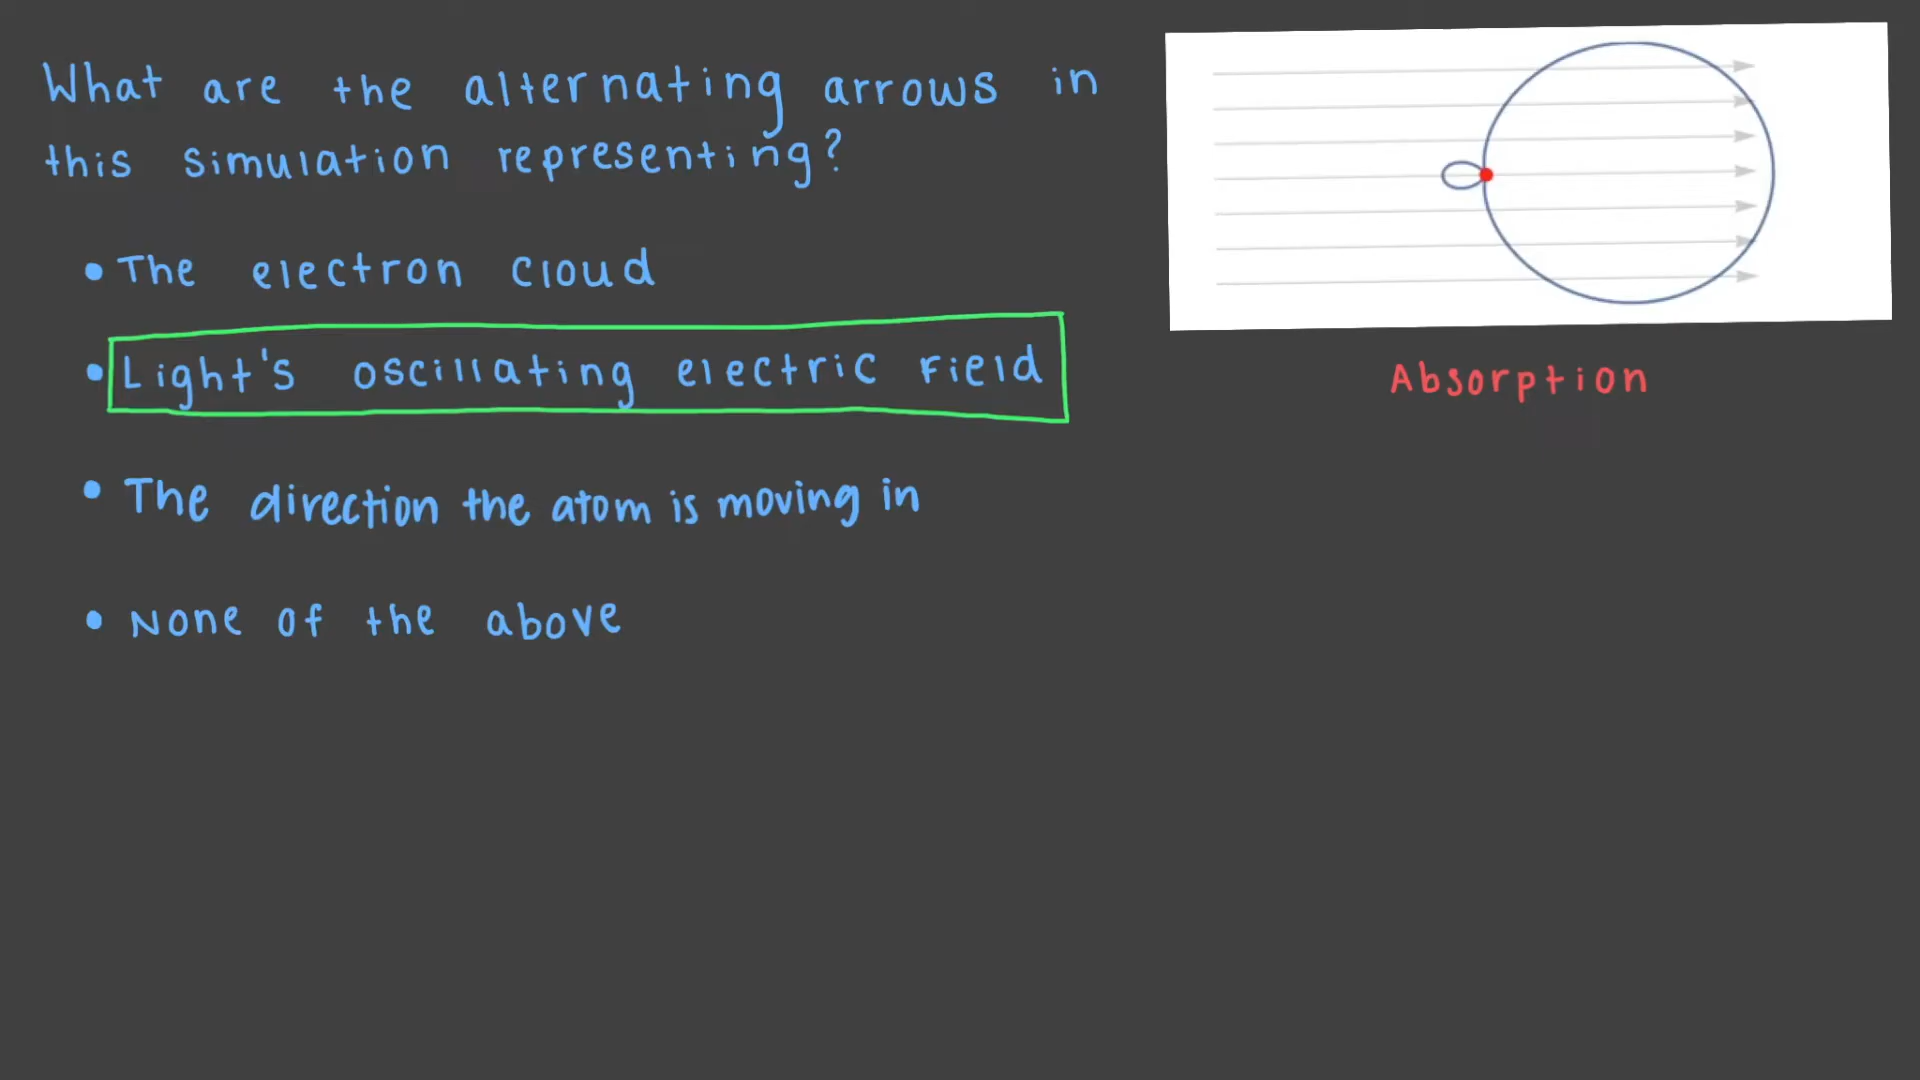 What are the alternating arrows in
this simulation representing?
• The electron cloud
• Light's oscillating electric field
• The direction the atom is moving in
• None of the above
Absorption